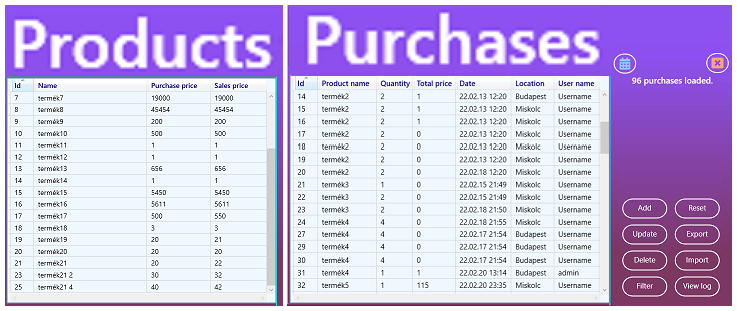 Products
Id Name Purchase price Sales price
7 termék7 19000 19000
8 termék8 45454 45454
9 termék9 200 200
10 termék10 500 500
11 termék11 1 1
12 termék12 1 1
13 termék13 656 656
14 termék14 1 1
15 termék15 5450 5450
16 termék16 5611 5611
17 termék17 500 550
18 termék18 3 3
19 termék19 20 21
20 termék20 20 20
21 termék21 20 22
23 termék21 2 30 32
25 termék21 4 40 42
Purchases
Id Product name Quantity Total price Date Location User name
14 termék2 2 1 22.02.13 12:20 Budapest Username
15 termék2 2 1 22.02.13 12:20 Miskolc Username
16 termék2 2 1 22.02.13 12:20 Miskolc Username
17 termék2 2 0 22.02.13 12:20 Miskolc Username
18 termék2 2 0 22.02.13 12:20 Miskolc Username
19 termék2 2 0 22.02.13 12:20 Miskolc Username
20 termék2 2 0 22.02.18 12:20 Miskolc Username
21 termék3 1 0 22.02.15 21:49 Miskolc Username
22 termék3 2 0 22.02.15 21:49 Miskolc Username
23 termék3 2 0 22.02.18 21:50 Miskolc Username
24 termék4 4 0 22.02.18 21:55 Miskolc Username
27 termék4 4 0 22.02.17 21:54 Budapest Username
29 termék4 4 0 22.02.17 21:54 Budapest Username
30 termék4 4 0 22.02.17 21:54 Miskolc Username
31 termék4 1 1 22.02.20 13:14 Budapest admin
32 termék5 1 115 22.02.20 23:35 Miskolc Username
96 purchases loaded.
Add Reset
Update Export
Delete Import
Filter View log